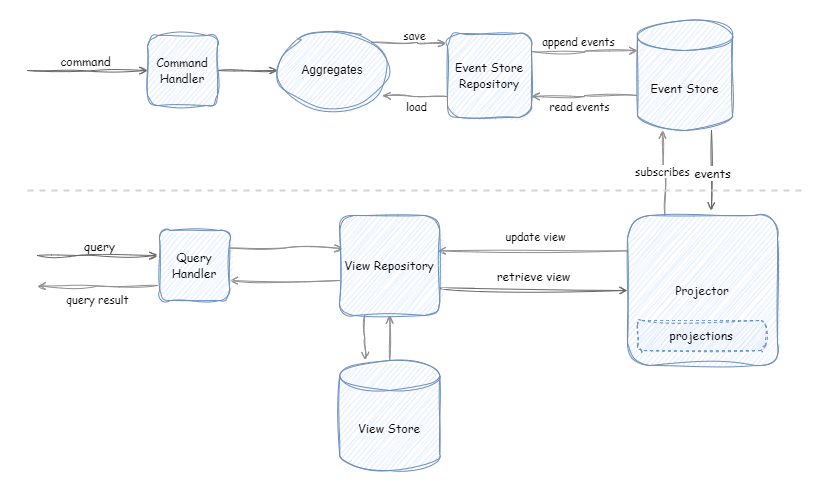 command
Command
Handler
Aggregates
save
load
Event Store
Repository
append events
read events
Event Store
subscribes
events
query
query result
Query
Handler
View Repository
update view
retrieve view
Projector
projections
View Store